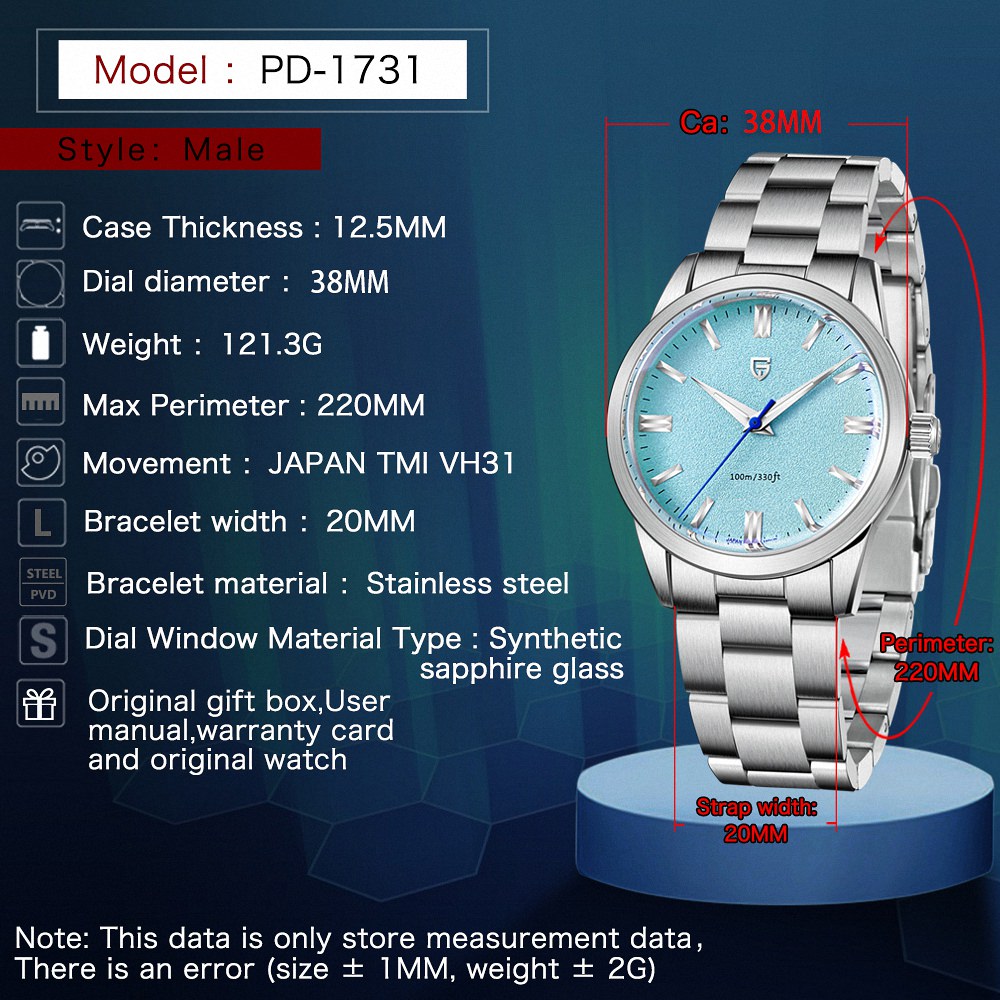 Model : PD-1731
Style: Male
Ca: 38MM
Case Thickness : 12.5MM
Dial diameter : 38MM
Weight : 121.3G
Max Perimeter : 220MM
Movement : JAPAN TMI VH31
L
Bracelet width : 20MM
STEEL
PVD
Bracelet material : Stainless steel
S
Dial Window Material Type : Synthetic
sapphire glass
Original gift box,User
manual,warranty card
and original watch
100m/330ft
Perimeter:
220MM
Strap width:
20MM
Note: This data is only store measurement data,
There is an error (size ± 1MM, weight ± 2G)